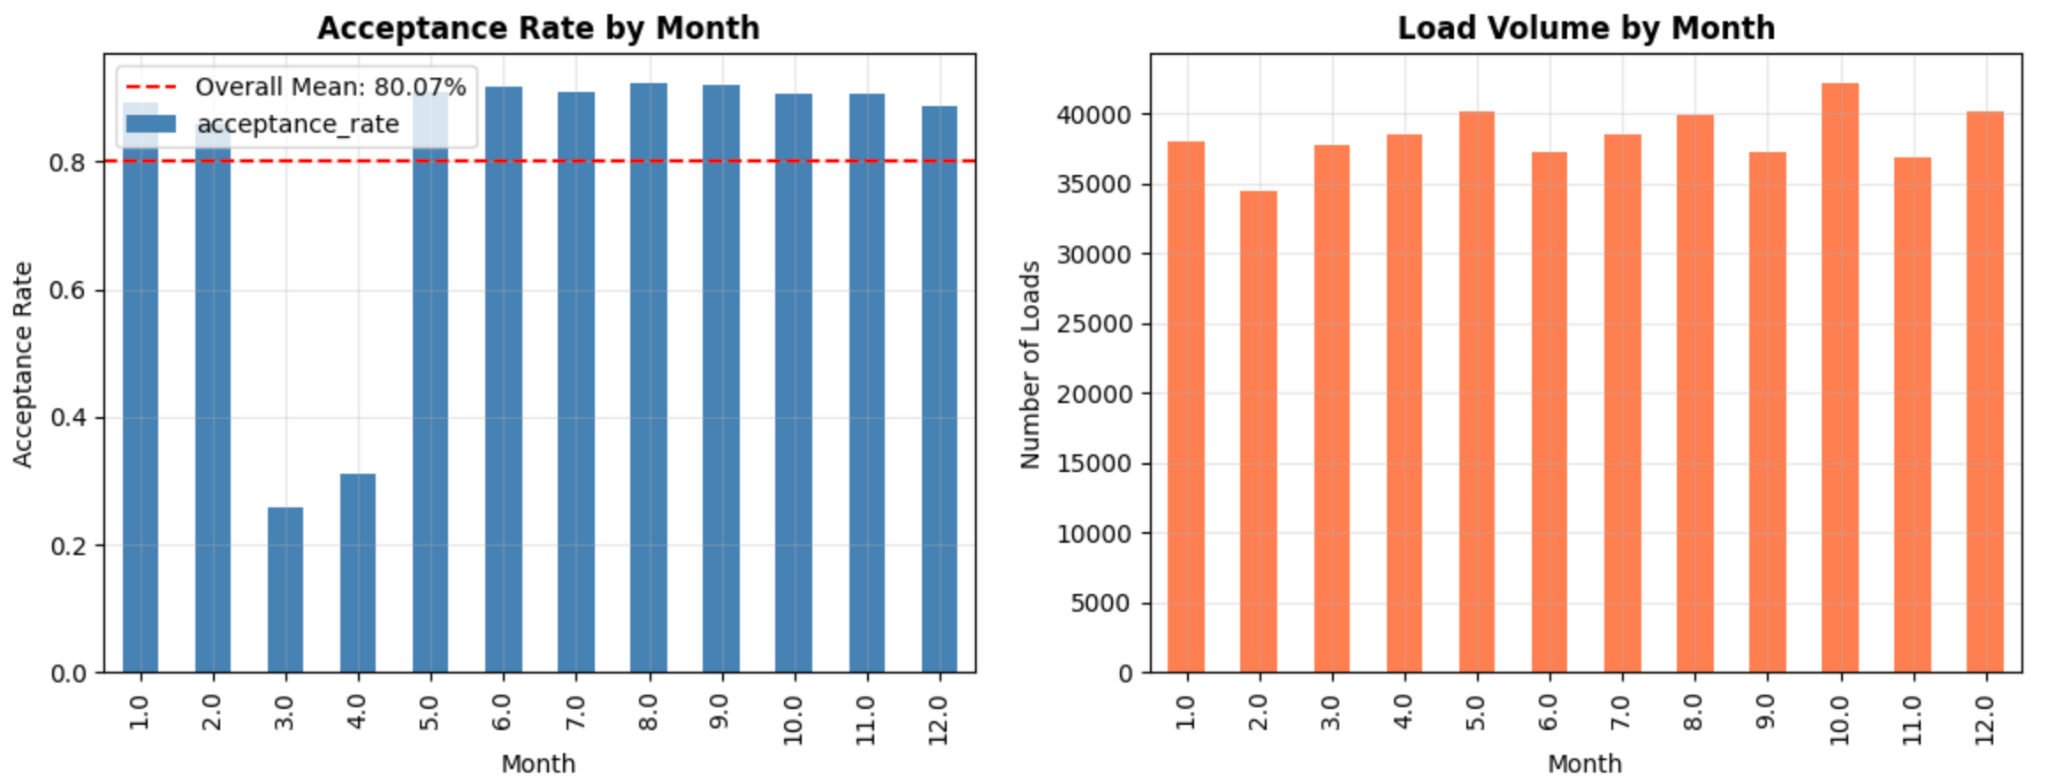 Acceptance Rate by Month
Overall Mean: 80.07%
acceptance_rate
Acceptance Rate
0.8
0.6
0.4
0.2
0.0
1.0 2.0 3.0 4.0 5.0 6.0 7.0 8.0 9.0 10.0 11.0 12.0
Month
Load Volume by Month
Number of Loads
40000
35000
30000
25000
20000
15000
10000
5000
0
1.0 2.0 3.0 4.0 5.0 6.0 7.0 8.0 9.0 10.0 11.0 12.0
Month